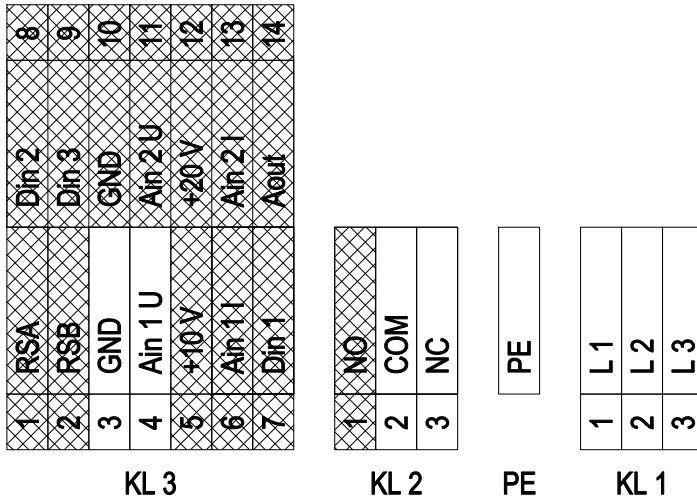 8 Din 2
9 Din 3
10 GND
11 Ain 2 U
12 +20 V
13 Ain 2 I
14 Aout
1 RSA
2 RSB
3 GND
4 Ain 1 U
5 +10 V
6 Ain 1 I
7 Din 1
KL 3
1 NO
2 COM
3 NC
KL 2
PE
PE
1 L1
2 L2
3 L3
KL 1